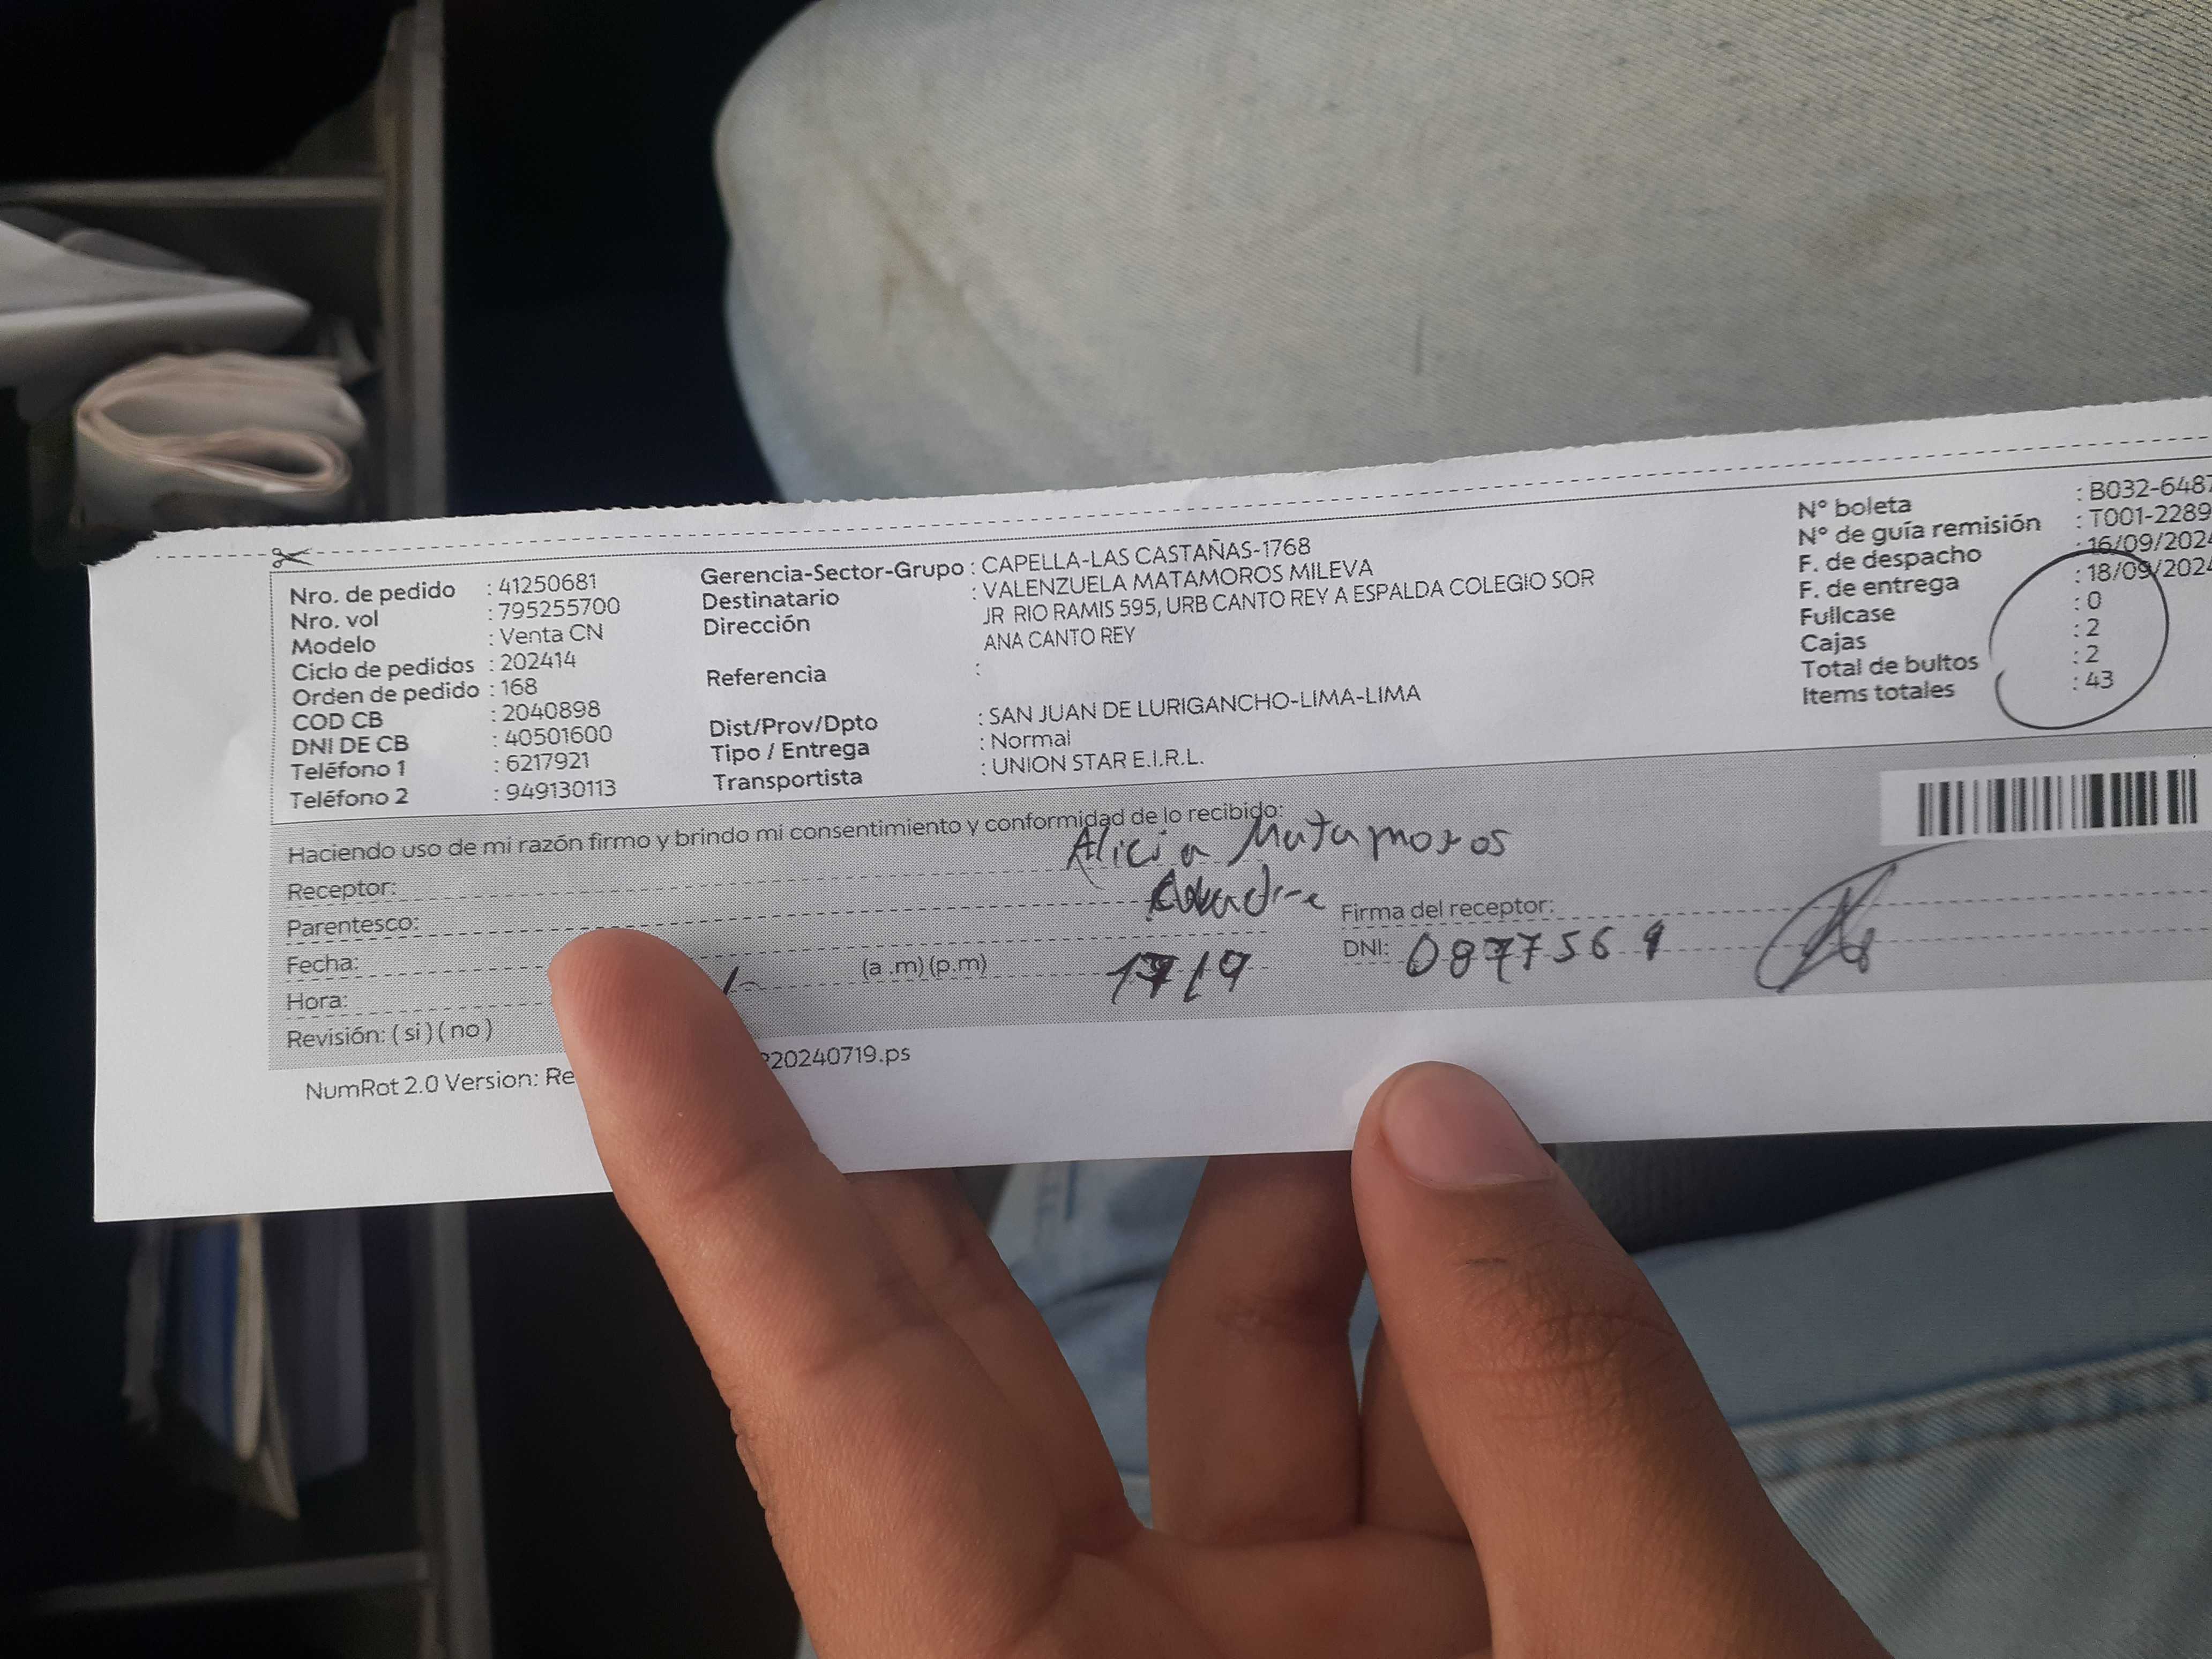 Nro. de pedido : 41250681
Nro. vol : 795255700
Modelo : Venta CN
Ciclo de pedidos : 202414
Orden de pedido : 168
COD CB : 2040898
DNI DE CB : 40501600
Teléfono 1 : 6217921
Teléfono 2 : 949130113
Gerencia-Sector-Grupo : CAPELLA-LAS CASTAÑAS-1768
Destinatario : VALENZUELA MATAMOROS MILEVA
Dirección JR RIO RAMIS 595, URB CANTO REY A ESPALDA COLEGIO SOR
ANA CANTO REY
Referencia :
Dist/Prov/Dpto : SAN JUAN DE LURIGANCHO-LIMA-LIMA
Tipo / Entrega : Normal
Transportista : UNION STAR E.I.R.L.
N° boleta : B032-6487
N° de guía remisión : T001-2289
F. de despacho : 16/09/2024
F. de entrega : 18/09/2024
Fullcase : 0
Cajas : 2
Total de bultos : 2
Items totales : 43
Haciendo uso de mi razón firmo y brindo mi consentimiento y conformidad de lo recibido:
Receptor: Alicia Matamoros
Parentesco:
Fecha: 17/9
Hora: (a .m) (p.m)
Revisión: ( si ) ( no )
Firma del receptor:
DNI:
NumRot 2.0 Version: Re 20240719.ps